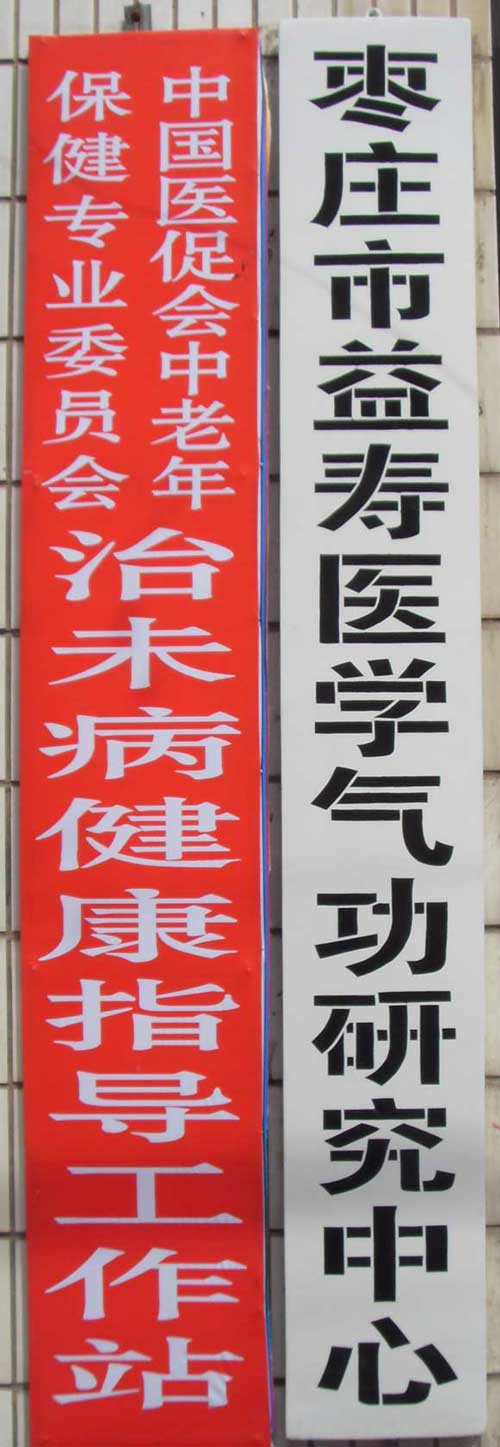 枣庄市益寿医学气功研究中心
中国医促会中老年
保健专业委员会
治未病健康指导工作站